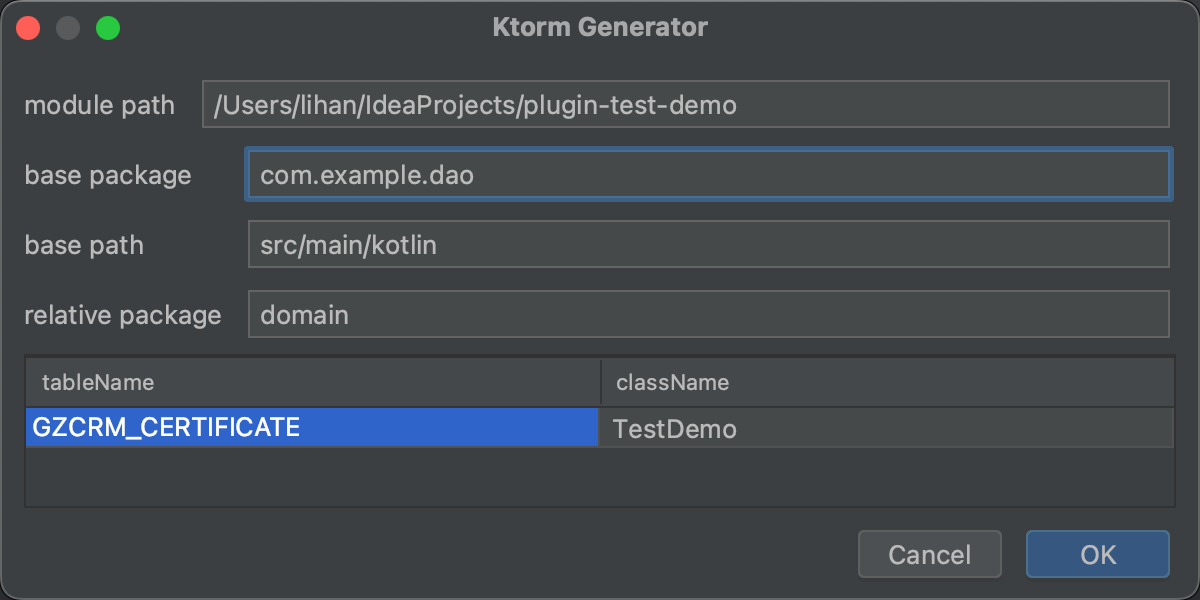 Ktorm Generator
module path /Users/lihan/IdeaProjects/plugin-test-demo
base package com.example.dao
base path src/main/kotlin
relative package domain
tableName className
GZCRM_CERTIFICATE TestDemo
Cancel OK